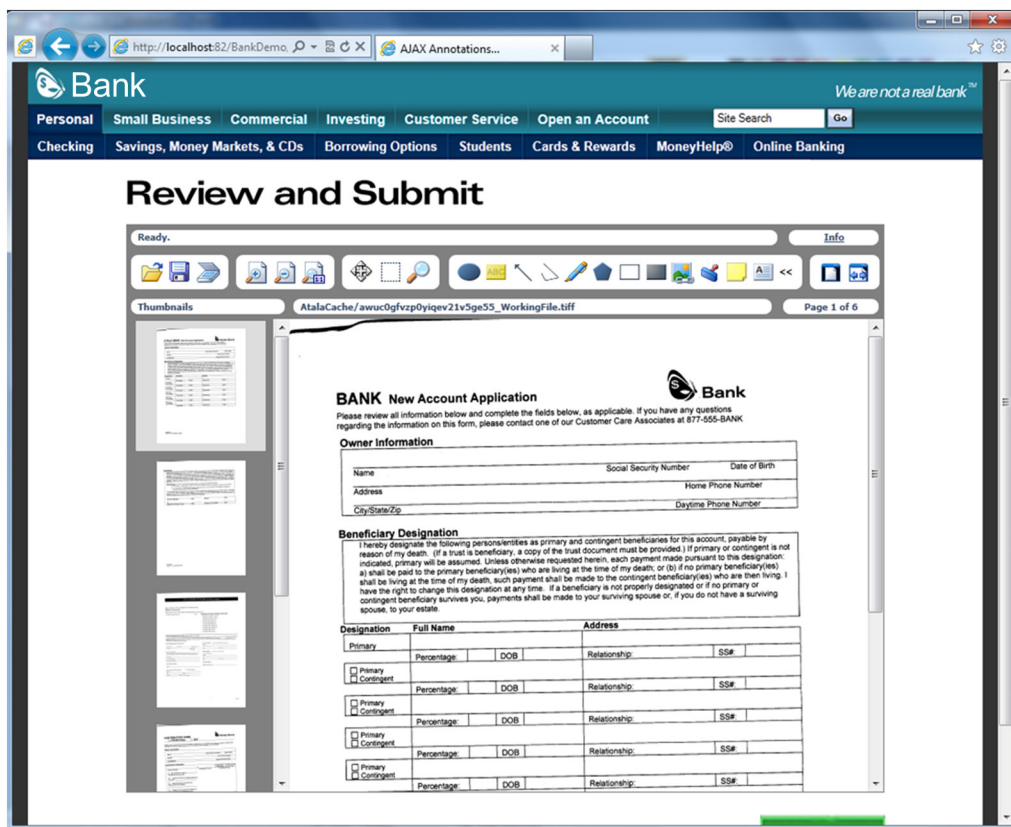 http://localhost:82/BankDemo.
AJAX Annotations...
S Bank
We are not a real bank™
Personal Small Business Commercial Investing Customer Service Open an Account Site Search Go
Checking Savings, Money Markets, & CDs Borrowing Options Students Cards & Rewards MoneyHelp® Online Banking
Review and Submit
Ready. Info
1:1
ABC A <<
Thumbnails AtalaCache/awuc0gfvzp0yiqev21v5ge55_WorkingFile.tiff Page 1 of 6
S Bank
BANK New Account Application
Please review all information below and complete the fields below, as applicable. If you have any questions
regarding the information on this form, please contact one of our Customer Care Associates at 877-555-BANK
Owner Information
Name Social Security Number Date of Birth
Address Home Phone Number
City/State/Zip Daytime Phone Number
Beneficiary Designation
I hereby designate the following persons/entities as primary and contingent beneficiaries for this account, payable by
reason of my death. (If a trust is beneficiary, a copy of the trust document must be provided.) If primary or contingent is not
indicated, primary will be assumed. Unless otherwise requested herein, each payment made pursuant to this designation:
a) shall be paid to the primary beneficiary(ies) who are living at the time of my death; or (b) if no primary beneficiary(ies)
shall be living at the time of my death, such payment shall be made to the contingent beneficiary(ies) who are then living. I
have the right to change this designation at any time. If a beneficiary is not properly designated or if no primary or
contingent beneficiary survives you, payments shall be made to your surviving spouse or, if you do not have a surviving
spouse, to your estate.
Designation Full Name Address
Primary
Percentage: DOB Relationship: SS#:
Primary
Contingent
Percentage: DOB Relationship: SS#:
Primary
Contingent
Percentage: DOB Relationship: SS#:
Primary
Contingent
Percentage: DOB Relationship: SS#:
Primary
Contingent
Percentage: DOB Relationship: SS#: